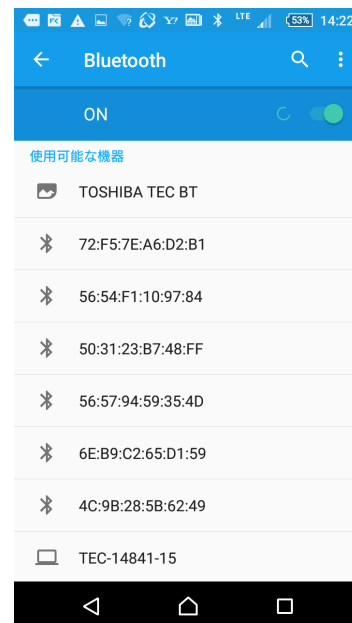 LTE 53% 14:22
Bluetooth
ON
使用可能な機器
TOSHIBA TEC BT
72:F5:7E:A6:D2:B1
56:54:F1:10:97:84
50:31:23:B7:48:FF
56:57:94:59:35:4D
6E:B9:C2:65:D1:59
4C:9B:28:5B:62:49
TEC-14841-15